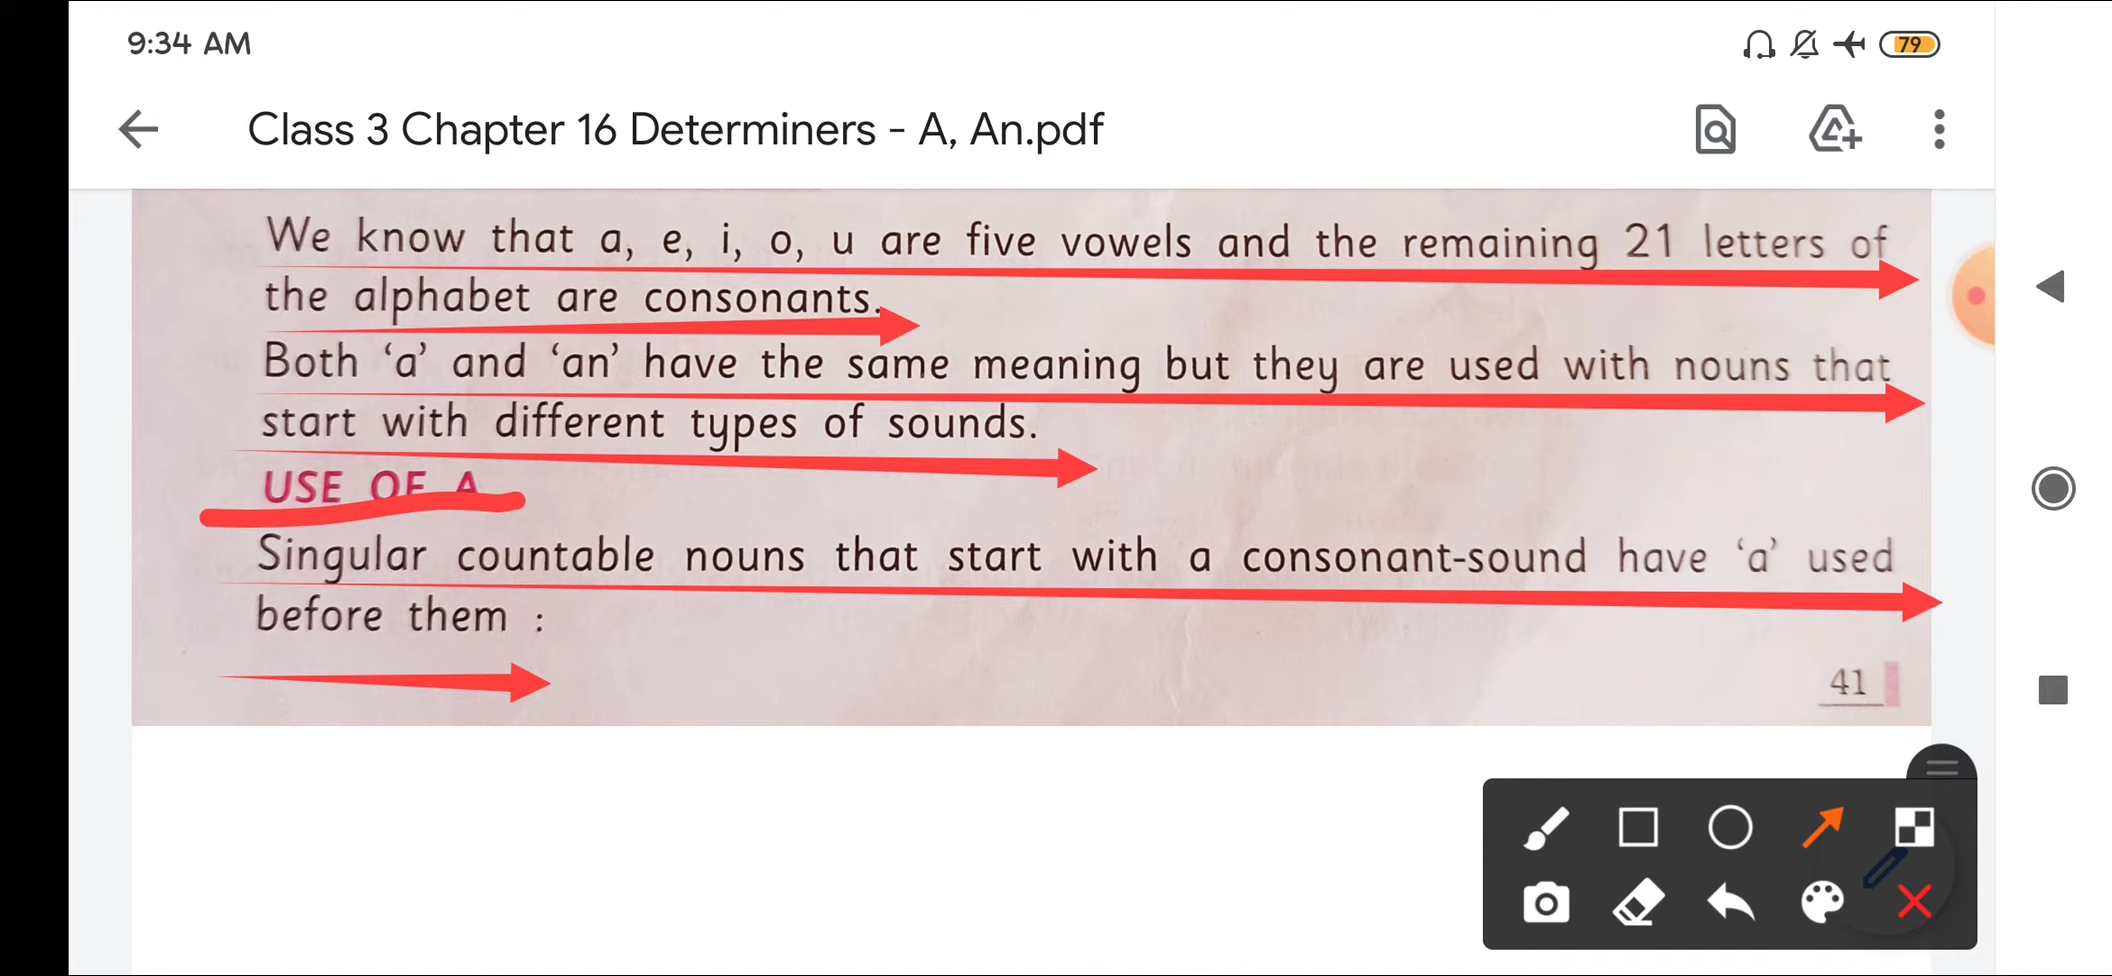 9:34 AM
79
Class 3 Chapter 16 Determiners - A, An.pdf
We know that a, e, i, o, u are five vowels and the remaining 21 letters of
the alphabet are consonants.
Both ‘a’ and ‘an’ have the same meaning but they are used with nouns that
start with different types of sounds.
USE OF A
Singular countable nouns that start with a consonant-sound have ‘a’ used
before them :
41